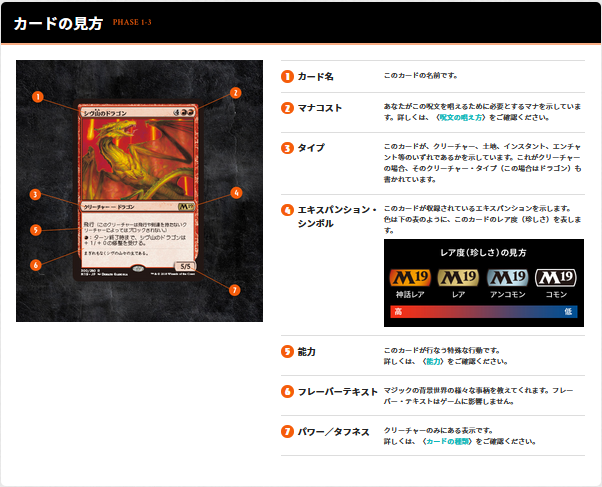 カードの見方 PHASE 1-3
1
2
3
4
5
6
7
シヴ山のドラゴン 4
クリーチャー — ドラゴン M19
飛行（このクリーチャーは飛行や到達を持たないク
リーチャーによってはブロックされない。）
：ターン終了時まで、シヴ山のドラゴンは
＋1/＋0の修整を受ける。
5/5
1 カード名
このカードの名前です。
2 マナコスト
あなたがこの呪文を唱えるために必要とするマナを示していま
す。詳しくは、〈呪文の唱え方〉をご確認ください。
3 タイプ
このカードが、クリーチャー、土地、インスタント、エンチャ
ント等のいずれであるかを示しています。これがクリーチャー
の場合、そのクリーチャー・タイプ（この場合はドラゴン）も
書かれています。
4 エキスパンション・
シンボル
このカードが収録されているエキスパンションを示します。
色は下の表のように、このカードのレア度（珍しさ）を表しま
す。
レア度（珍しさ）の見方
M19 M19 M19 M19
神話レア レア アンコモン コモン
高 低
5 能力
このカードが行なう特殊な行動です。
詳しくは、〈能力〉をご確認ください。
6 フレーバーテキスト
マジックの背景世界の様々な事柄を教えてくれます。フレー
バー・テキストはゲームに影響しません。
7 パワー／タフネス
クリーチャーのみにある表示です。
詳しくは、〈カードの種類〉をご確認ください。